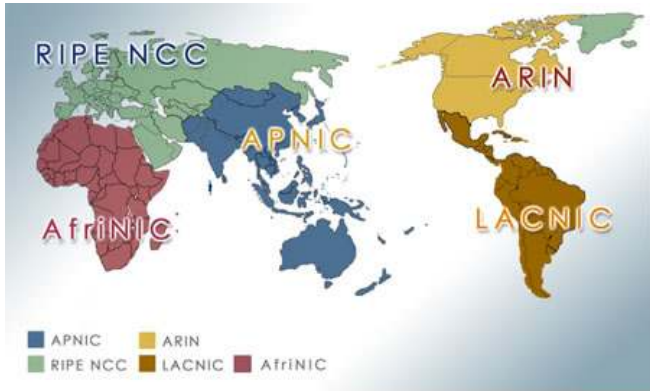 RIPE NCC
ARIN
APNIC
AfriNIC
LACNIC
APNIC ARIN
RIPE NCC LACNIC AfriNIC